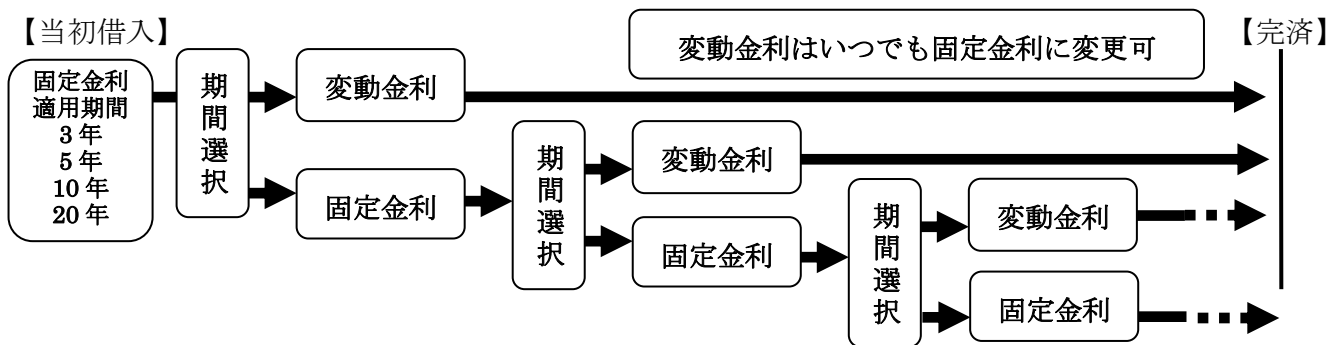 【当初借入】
固定金利
適用期間
3年
5年
10年
20年
期間選択
変動金利
固定金利
変動金利はいつでも固定金利に変更可
【完済】
期間選択
変動金利
固定金利
期間選択
変動金利
固定金利